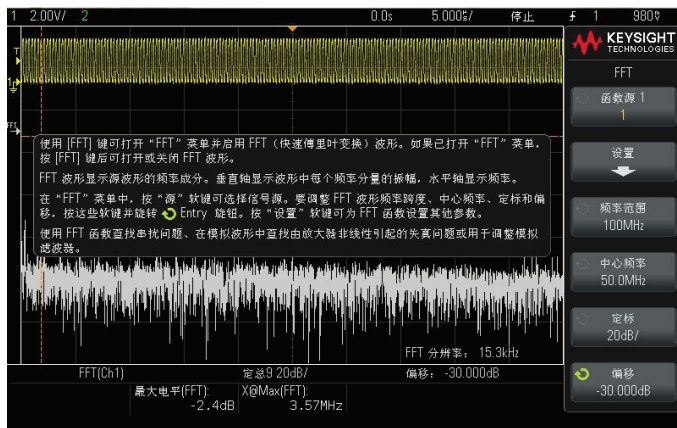 1 2.00V/ 2 0.0s 5.000⅟/ 停止 1 980
KEYSIGHT
TECHNOLOGIES
FFT
函数源 1
1
设置
频率范围
100MHz
中心频率
50.0MHz
定标
20dB/
偏移
-30.000dB
T
1
FFT
使用 [FFT] 键可打开 “FFT” 菜单并启用 FFT（快速傅里叶变换）波形。如果已打开 “FFT” 菜单，
按 [FFT] 键后可打开或关闭 FFT 波形。
FFT 波形显示源波形的频率成分。垂直轴显示波形中每个频率分量的振幅，水平轴显示频率。
在 “FFT” 菜单中，按 “源” 软键可选择信号源。要调整 FFT 波形频率跨度、中心频率、定标和偏
移，按这些软键并旋转 Entry 旋钮。按 “设置” 软键可为 FFT 函数设置其他参数。
使用 FFT 函数查找串扰问题、在模拟波形中查找由放大器非线性引起的失真问题或用于调整模拟
滤波器。
FFT 分辨率： 15.3kHz
FFT(Ch1) 定总9 20dB/ 偏移： -30.000dB
最大电平(FFT): X@Max(FFT):
-2.4dB 3.57MHz